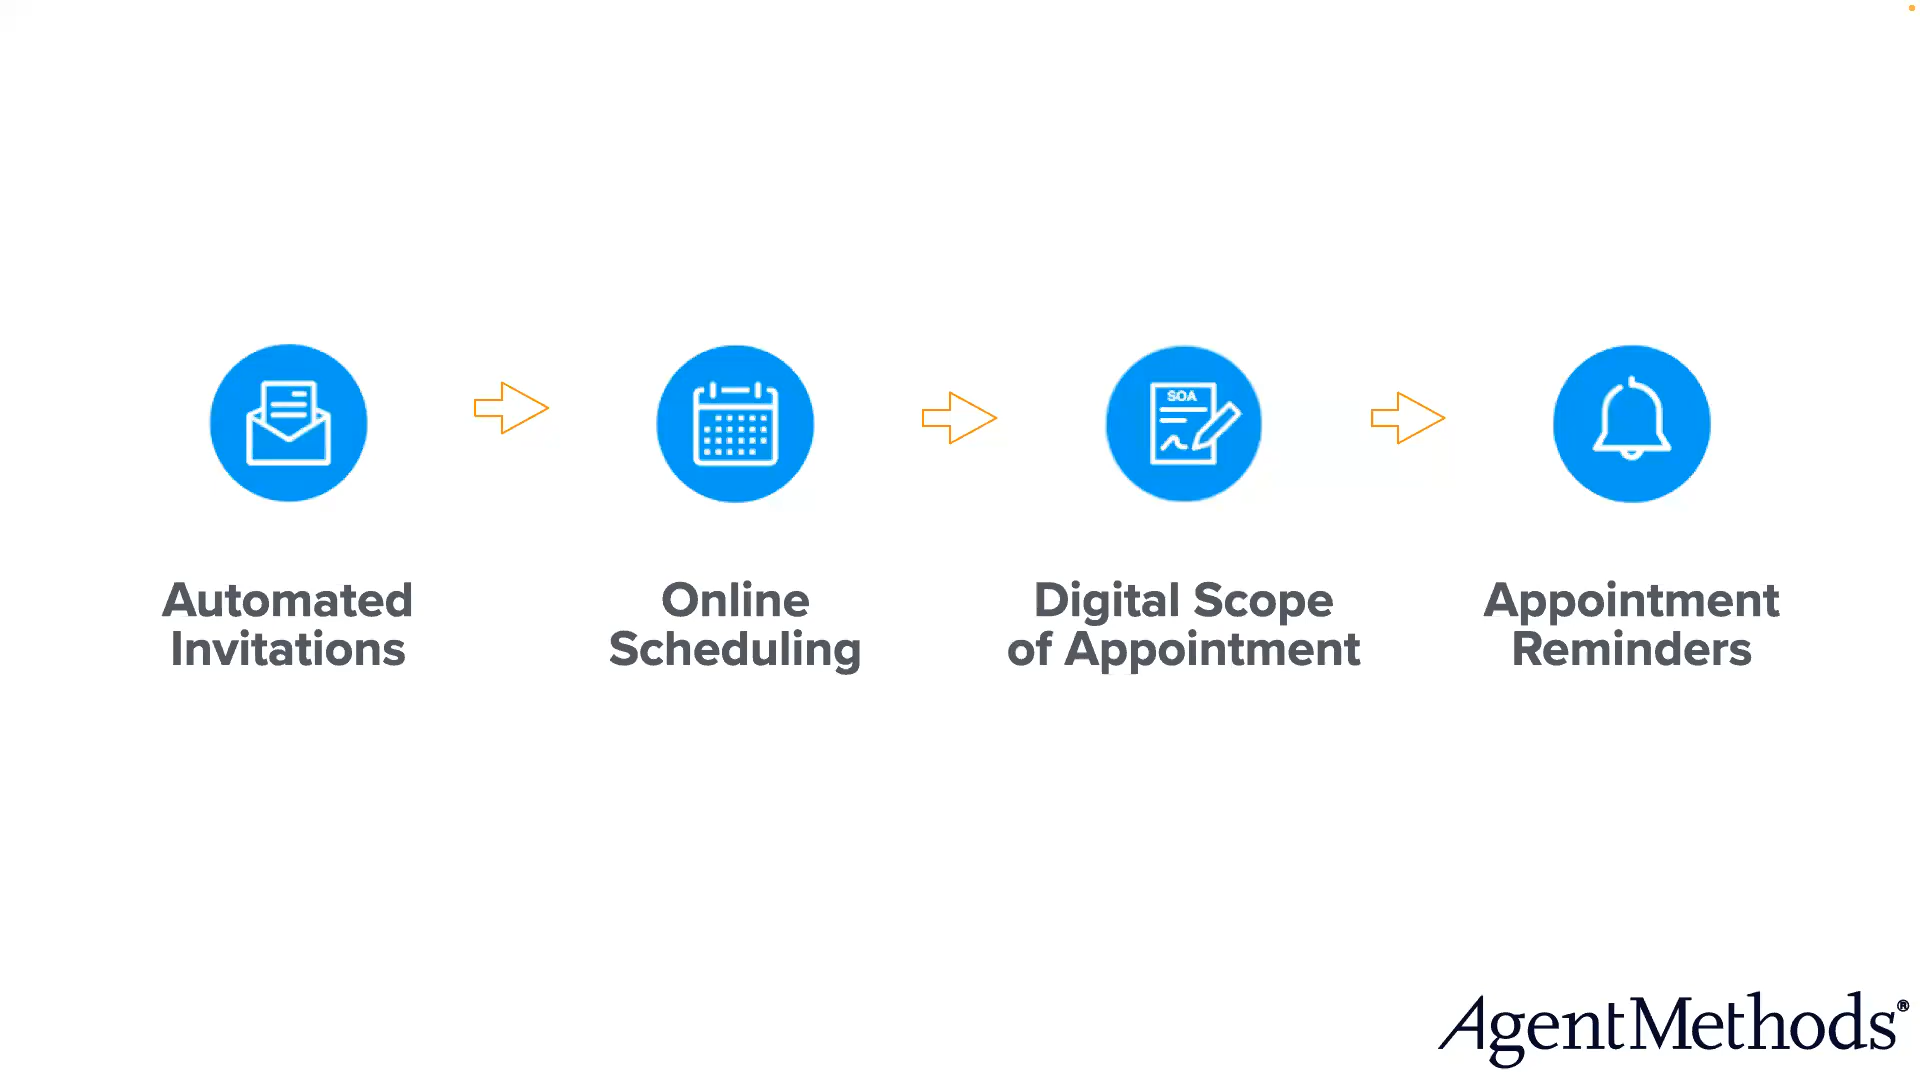 SOA
Automated
Invitations
Online
Scheduling
Digital Scope
of Appointment
Appointment
Reminders
AgentMethods®